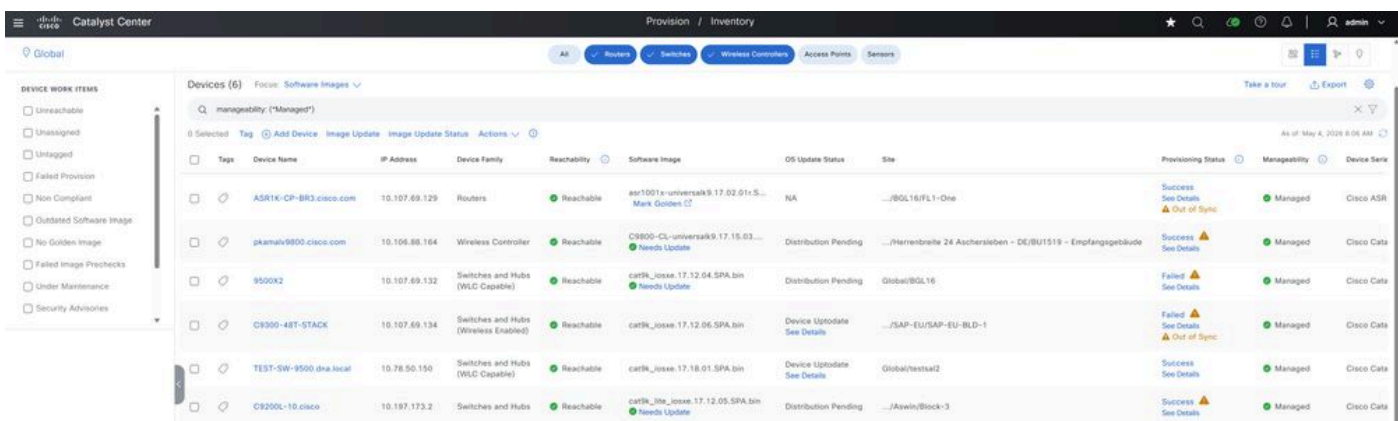 CISCO Catalyst Center Provision / Inventory admin
Global All Routers Switches Wireless Controllers Access Points Sensors
DEVICE WORK ITEMS
Unreachable
Unassigned
Untagged
Failed Provision
Non Compliant
Outdated Software Image
No Golden Image
Failed Image Prechecks
Under Maintenance
Security Advisories
Devices (6) Focus: Software Images Take a tour Export
manageability: ("Managed")
0 Selected Tag Add Device Image Update Image Update Status Actions As of: May 4, 2026 8:06 AM
Tags Device Name IP Address Device Family Reachability Software Image OS Update Status Site Provisioning Status Manageability Device Serie
ASR1K-CP-BR3.cisco.com 10.107.69.129 Routers Reachable asr1001x-universalk9.17.02.01r.S... NA .../BGL16/FL1-One Success Managed Cisco ASR
Mark Golden See Details
Out of Sync
pkamalv9800.cisco.com 10.106.88.164 Wireless Controller Reachable C9800-CL-universalk9.17.15.03.... Distribution Pending .../Herrenbreite 24 Aschersleben - DE/BU1519 - Empfangsgebäude Success Managed Cisco Cata
Needs Update See Details
9500X2 10.107.69.132 Switches and Hubs (WLC Capable) Reachable cat9k_iosxe.17.12.04.SPA.bin Distribution Pending Global/BGL16 Failed Managed Cisco Cata
Needs Update See Details
C9300-48T-STACK 10.107.69.134 Switches and Hubs (Wireless Enabled) Reachable cat9k_iosxe.17.12.06.SPA.bin Device Uptodate .../SAP-EU/SAP-EU-BLD-1 Failed Managed Cisco Cata
See Details See Details
Out of Sync
TEST-SW-9500.dna.local 10.78.50.150 Switches and Hubs (WLC Capable) Reachable cat9k_iosxe.17.18.01.SPA.bin Device Uptodate Global/testsal2 Success Managed Cisco Cata
See Details See Details
C9200L-10.cisco 10.197.173.2 Switches and Hubs Reachable cat9k_lite_iosxe.17.12.05.SPA.bin Distribution Pending .../Aswin/Block-3 Success Managed Cisco Cata
Needs Update See Details